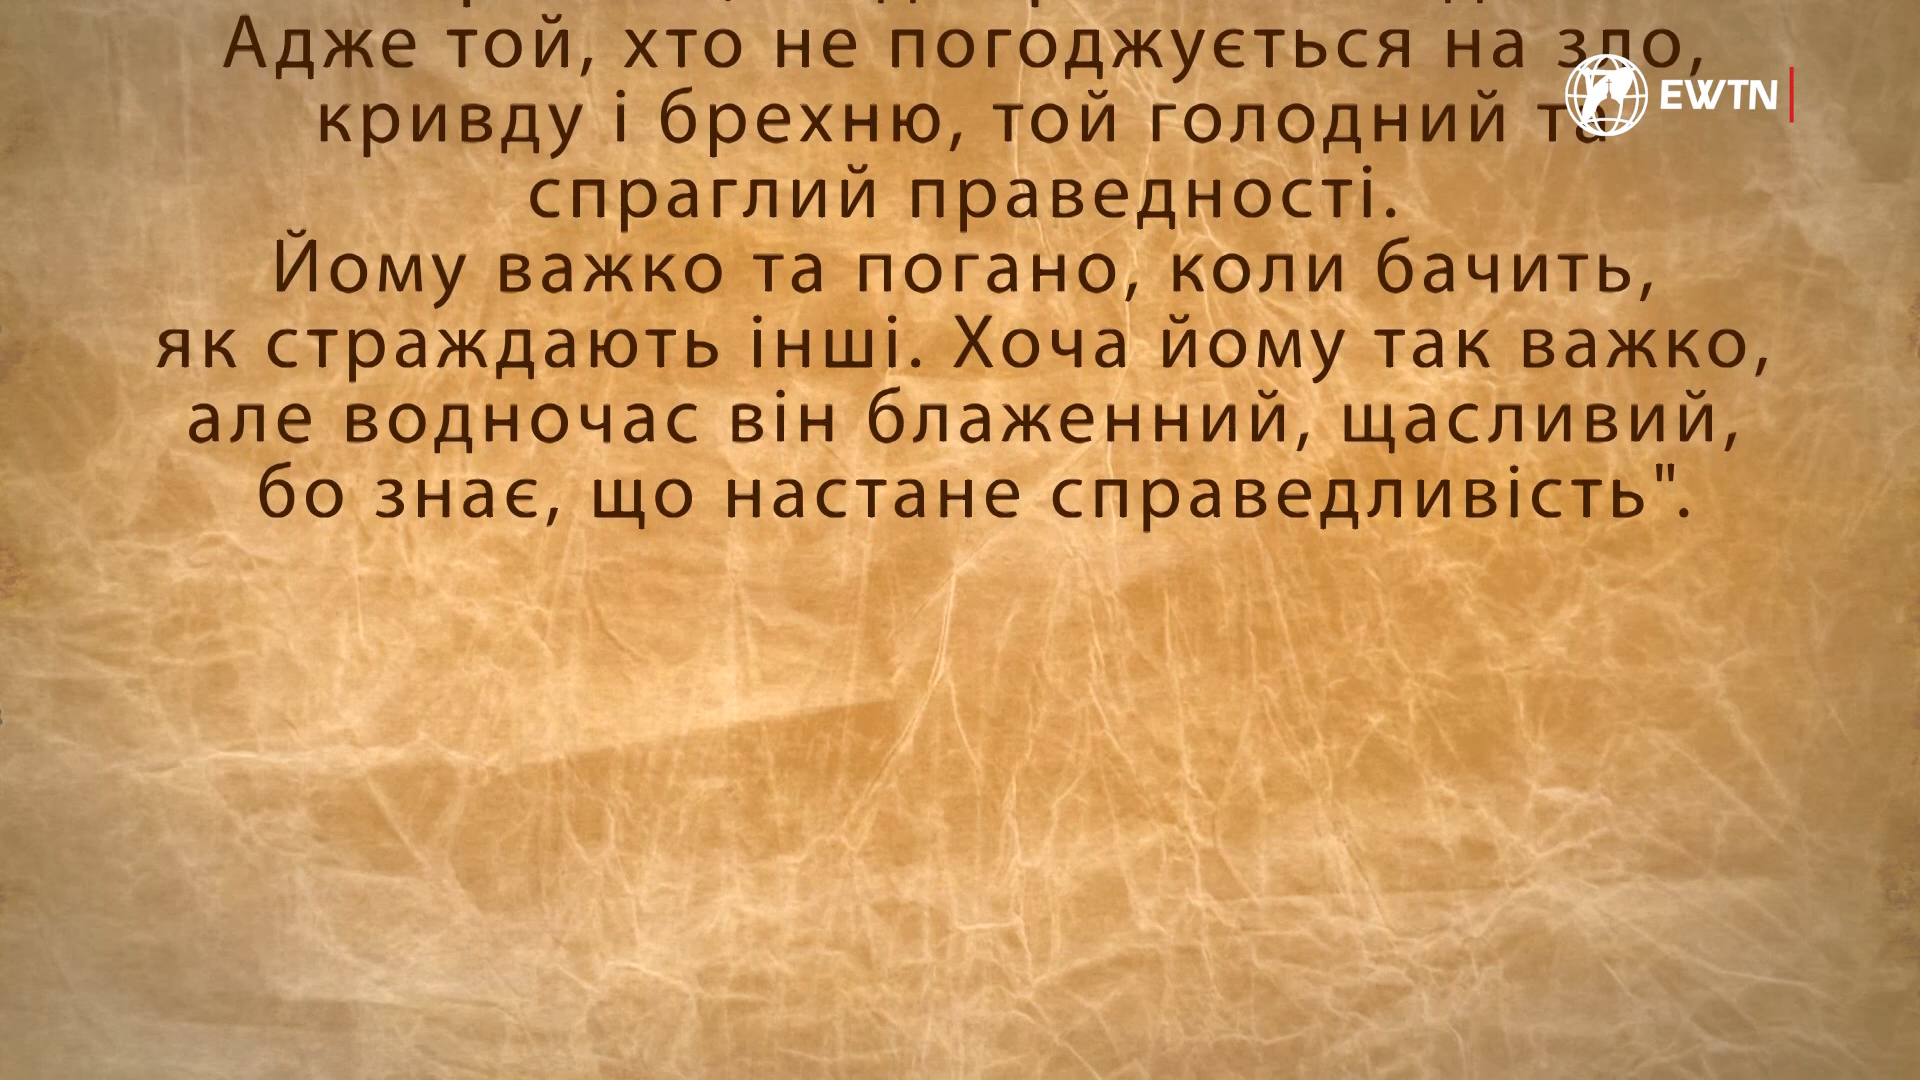 Адже той, хто не погоджується на зло,
EWTN
кривду і брехню, той голодний та
спраглий праведності.
Йому важко та погано, коли бачить,
як страждають інші. Хоча йому так важко,
але водночас він блаженний, щасливий,
бо знає, що настане справедливість".